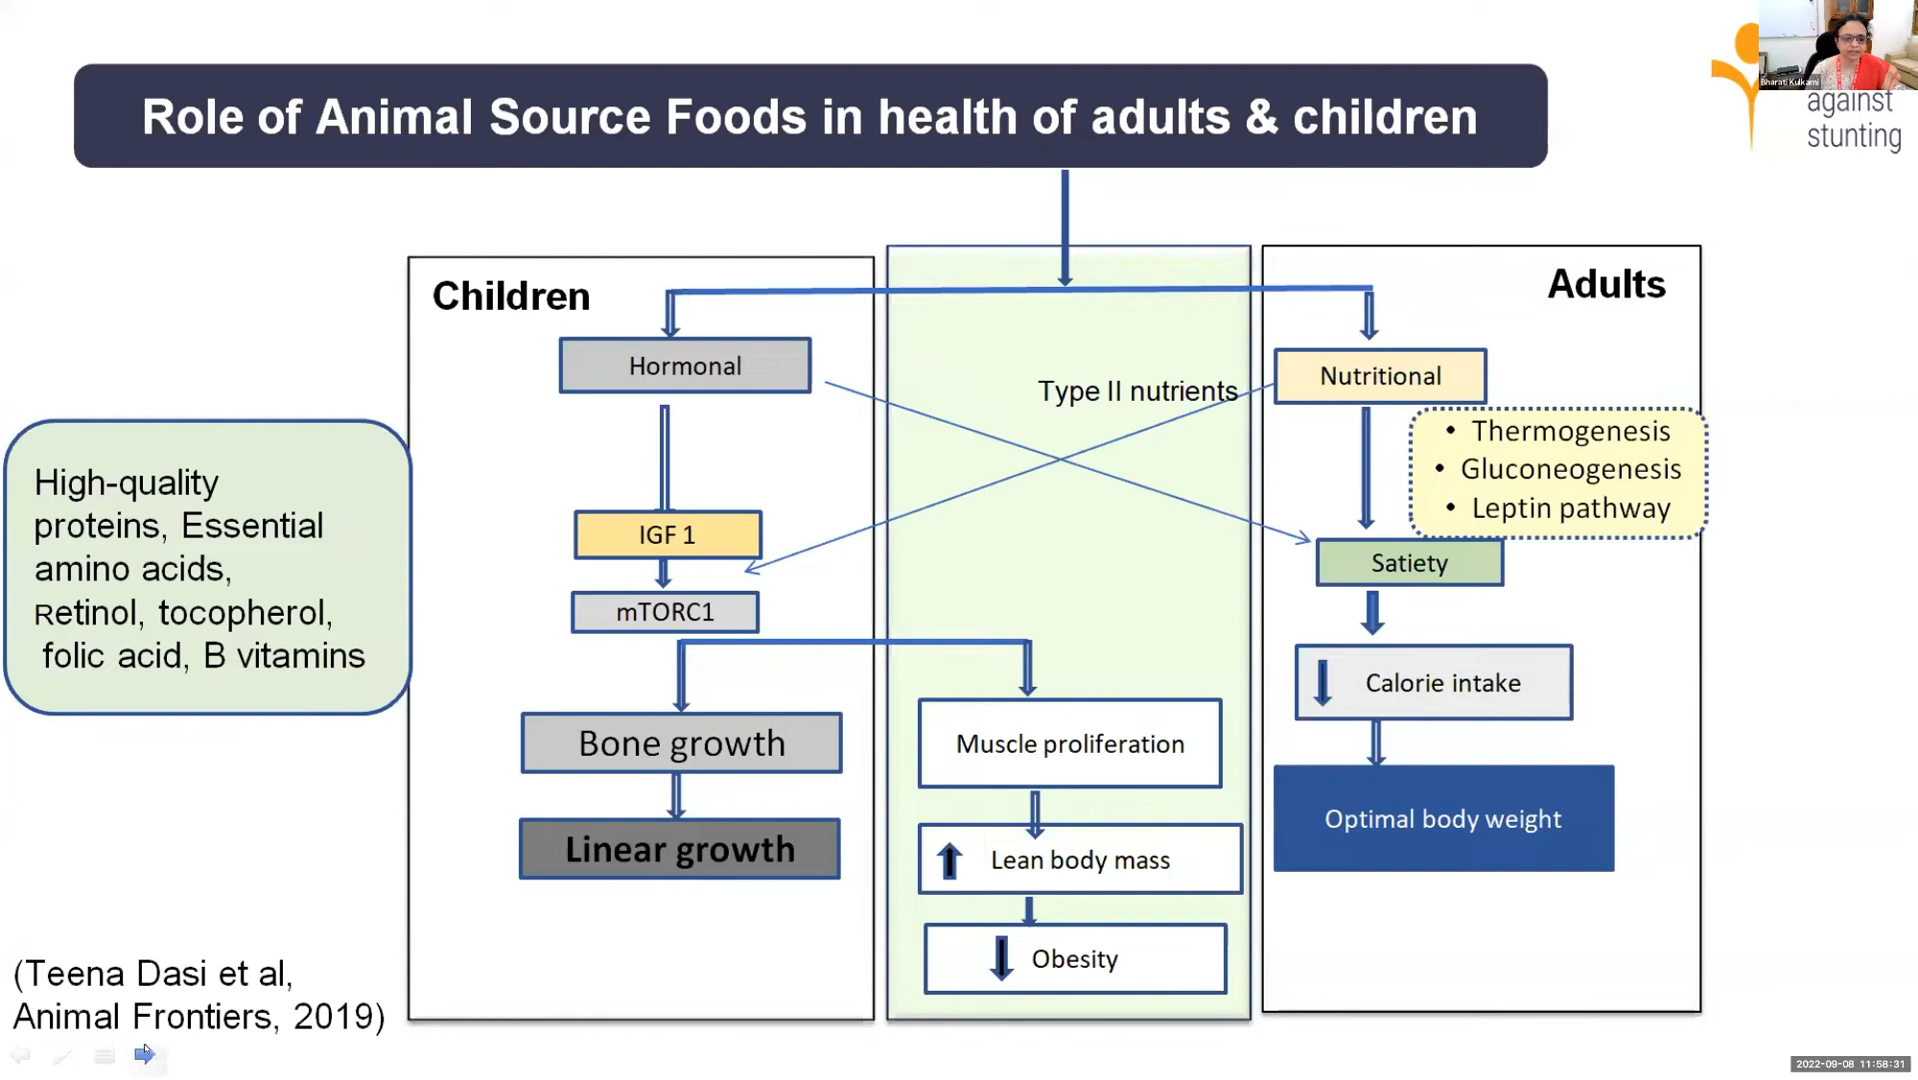 Role of Animal Source Foods in health of adults & children
Bharati Kulkarni
against
stunting
Children
Adults
Hormonal
Type II nutrients
Nutritional
• Thermogenesis
• Gluconeogenesis
• Leptin pathway
High-quality
proteins, Essential
amino acids,
Retinol, tocopherol,
folic acid, B vitamins
IGF 1
mTORC1
Satiety
Calorie intake
Bone growth
Muscle proliferation
Optimal body weight
Linear growth
Lean body mass
Obesity
(Teena Dasi et al,
Animal Frontiers, 2019)
2022-09-08 11:58:31